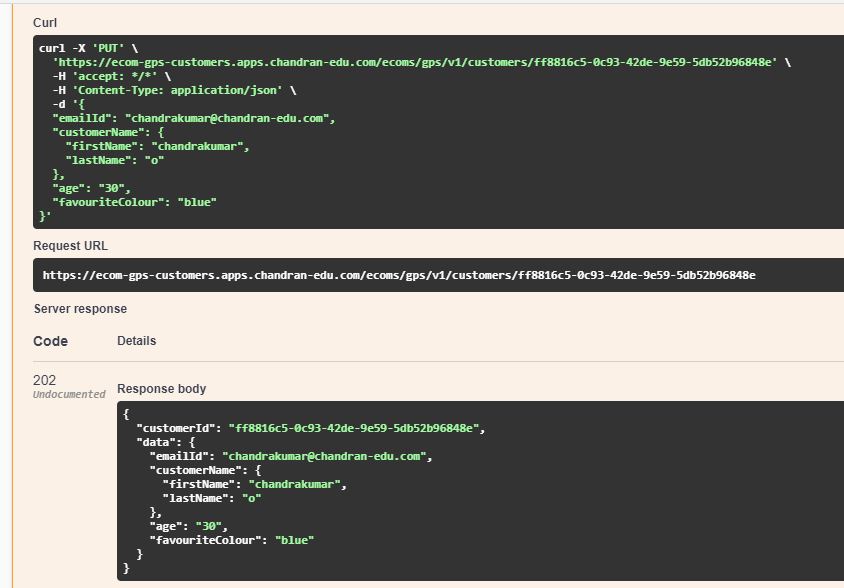 Curl
curl -X 'PUT' \
  'https://ecom-gps-customers.apps.chandran-edu.com/ecoms/gps/v1/customers/ff8816c5-0c93-42de-9e59-5db52b96848e' \
  -H 'accept: */*' \
  -H 'Content-Type: application/json' \
  -d '{
  "emailId": "chandrakumar@chandran-edu.com",
  "customerName": {
    "firstName": "chandrakumar",
    "lastName": "o"
  },
  "age": "30",
  "favouriteColour": "blue"
}'
Request URL
https://ecom-gps-customers.apps.chandran-edu.com/ecoms/gps/v1/customers/ff8816c5-0c93-42de-9e59-5db52b96848e
Server response
Code Details
202
Undocumented
Response body
{
  "customerId": "ff8816c5-0c93-42de-9e59-5db52b96848e",
  "data": {
    "emailId": "chandrakumar@chandran-edu.com",
    "customerName": {
      "firstName": "chandrakumar",
      "lastName": "o"
    },
    "age": "30",
    "favouriteColour": "blue"
  }
}